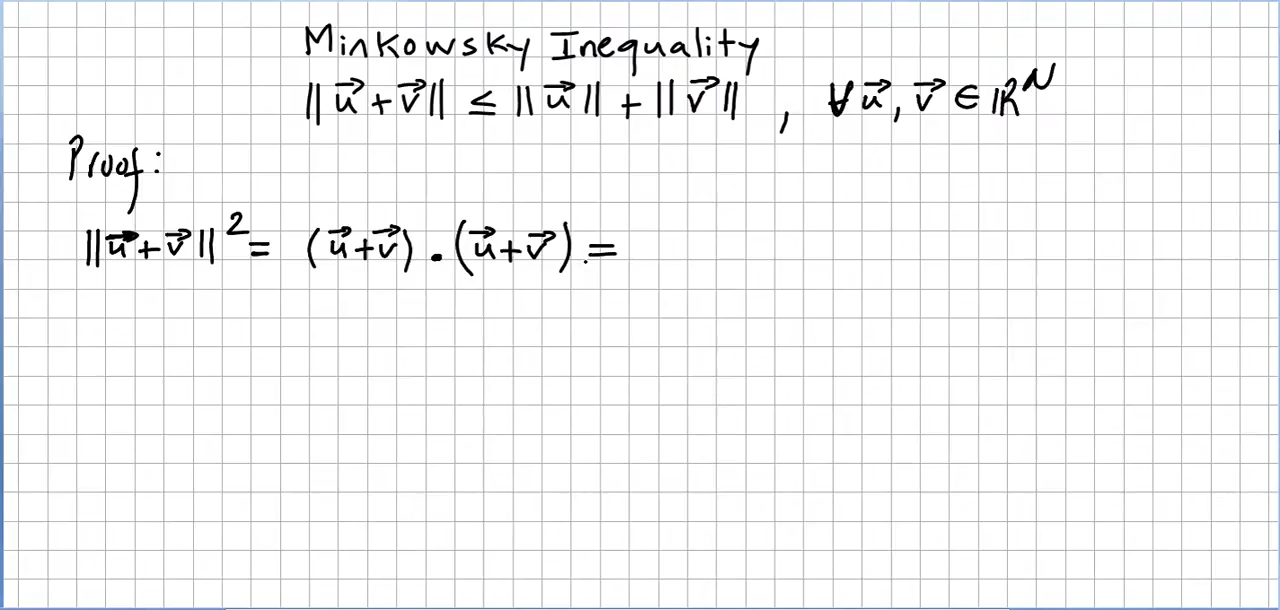 Minkowsky Inequality
‖u⃗ + v⃗‖ ≤ ‖u⃗‖ + ‖v⃗‖ , ∀ u⃗, v⃗ ∈ ℝᴺ
Proof:
‖u⃗ + v⃗‖² = (u⃗ + v⃗) · (u⃗ + v⃗) =